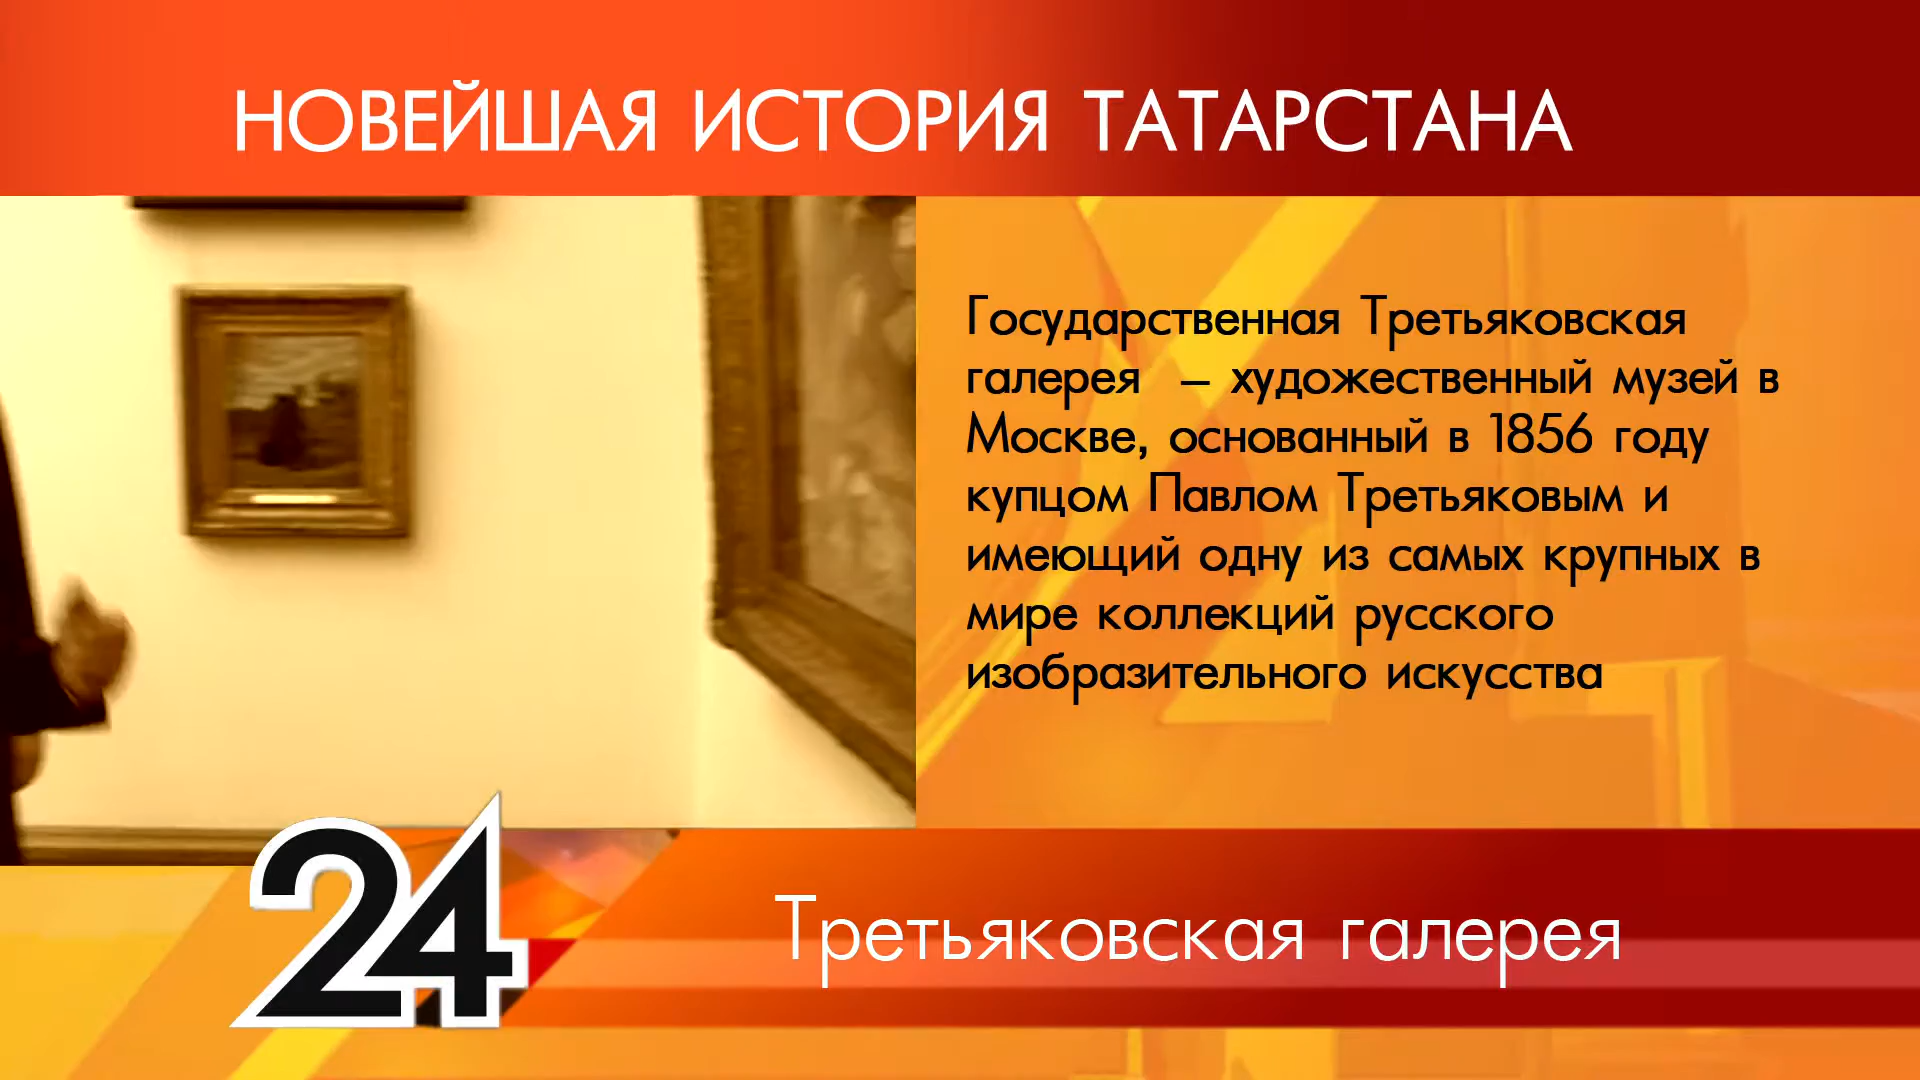 НОВЕЙШАЯ ИСТОРИЯ ТАТАРСТАНА
Государственная Третьяковская
галерея – художественный музей в
Москве, основанный в 1856 году
купцом Павлом Третьяковым и
имеющий одну из самых крупных в
мире коллекций русского
изобразительного искусства
24
Третьяковская галерея